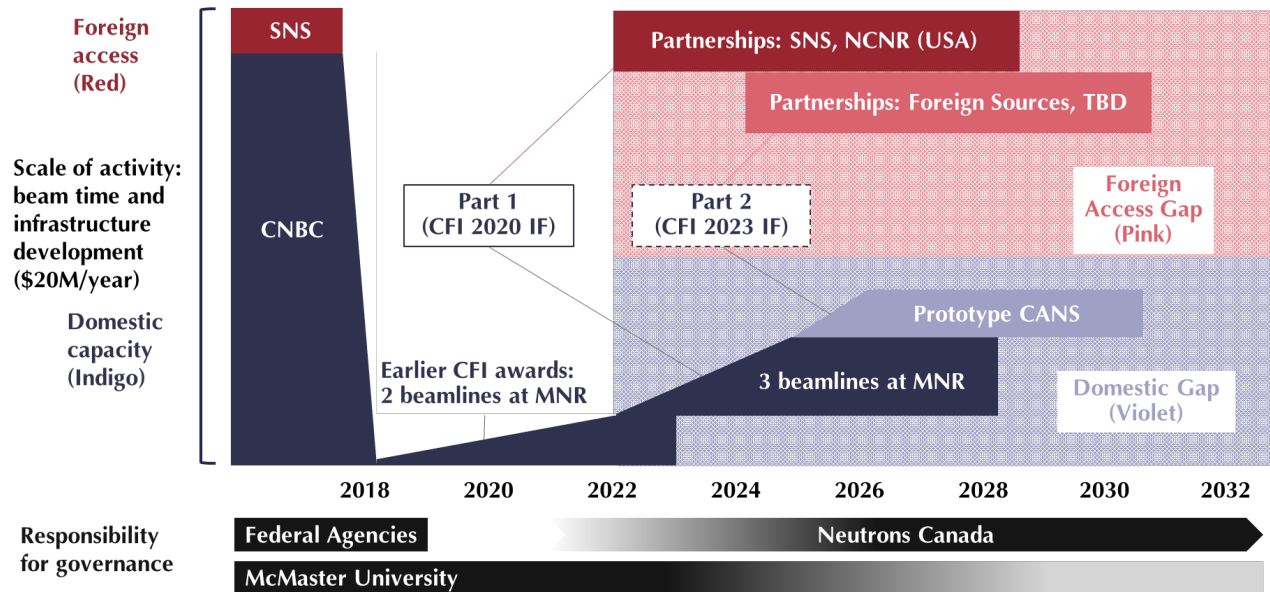 Foreign
access
(Red)
SNS
Partnerships: SNS, NCNR (USA)
Partnerships: Foreign Sources, TBD
Scale of activity:
beam time and
infrastructure
development
($20M/year)
CNBC
Part 1
(CFI 2020 IF)
Part 2
(CFI 2023 IF)
Foreign
Access Gap
(Pink)
Domestic
capacity
(Indigo)
Earlier CFI awards:
2 beamlines at MNR
Prototype CANS
3 beamlines at MNR
Domestic Gap
(Violet)
2018 2020 2022 2024 2026 2028 2030 2032
Responsibility
for governance
Federal Agencies
Neutrons Canada
McMaster University